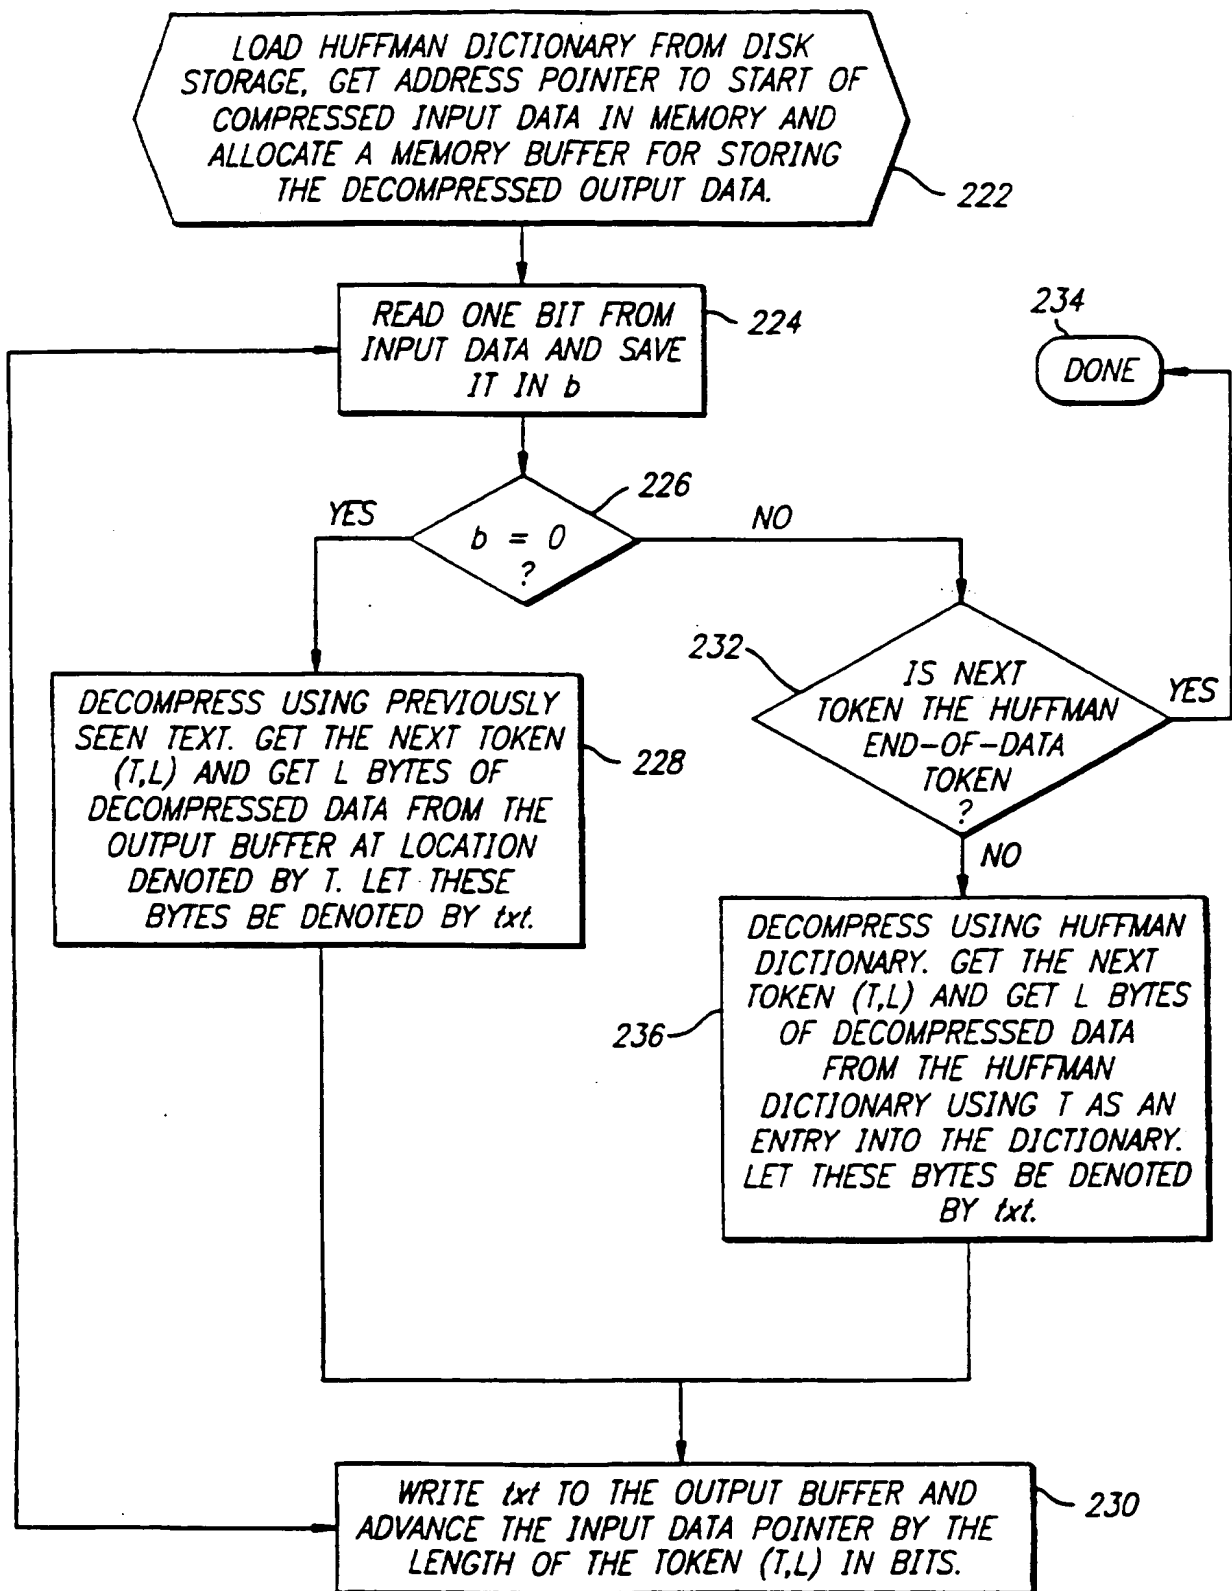 LOAD HUFFMAN DICTIONARY FROM DISK
STORAGE, GET ADDRESS POINTER TO START OF
COMPRESSED INPUT DATA IN MEMORY AND
ALLOCATE A MEMORY BUFFER FOR STORING
THE DECOMPRESSED OUTPUT DATA.
222
READ ONE BIT FROM
INPUT DATA AND SAVE
IT IN b
224
234
DONE
226
YES
b = 0
?
NO
232
IS NEXT
TOKEN THE HUFFMAN
END-OF-DATA
TOKEN
?
YES
NO
DECOMPRESS USING PREVIOUSLY
SEEN TEXT. GET THE NEXT TOKEN
(T,L) AND GET L BYTES OF
DECOMPRESSED DATA FROM THE
OUTPUT BUFFER AT LOCATION
DENOTED BY T. LET THESE
BYTES BE DENOTED BY txt.
228
DECOMPRESS USING HUFFMAN
DICTIONARY. GET THE NEXT
TOKEN (T,L) AND GET L BYTES
OF DECOMPRESSED DATA
FROM THE HUFFMAN
DICTIONARY USING T AS AN
ENTRY INTO THE DICTIONARY.
LET THESE BYTES BE DENOTED
BY txt.
236
WRITE txt TO THE OUTPUT BUFFER AND
ADVANCE THE INPUT DATA POINTER BY THE
LENGTH OF THE TOKEN (T,L) IN BITS.
230